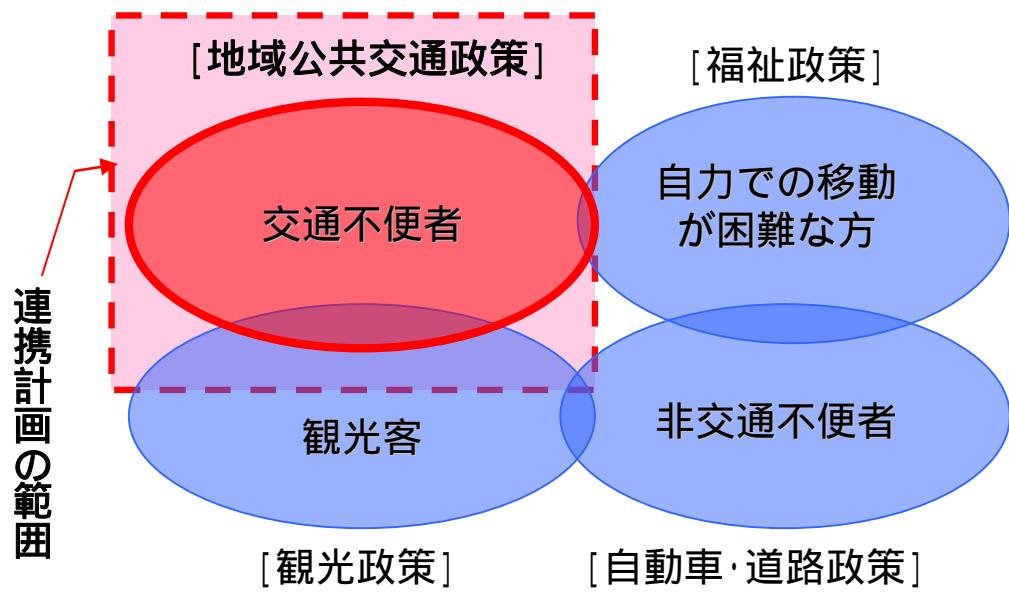 [地域公共交通政策]
[福祉政策]
交通不便者
自力での移動
が困難な方
連携計画の範囲
観光客
非交通不便者
[観光政策]
[自動車・道路政策]